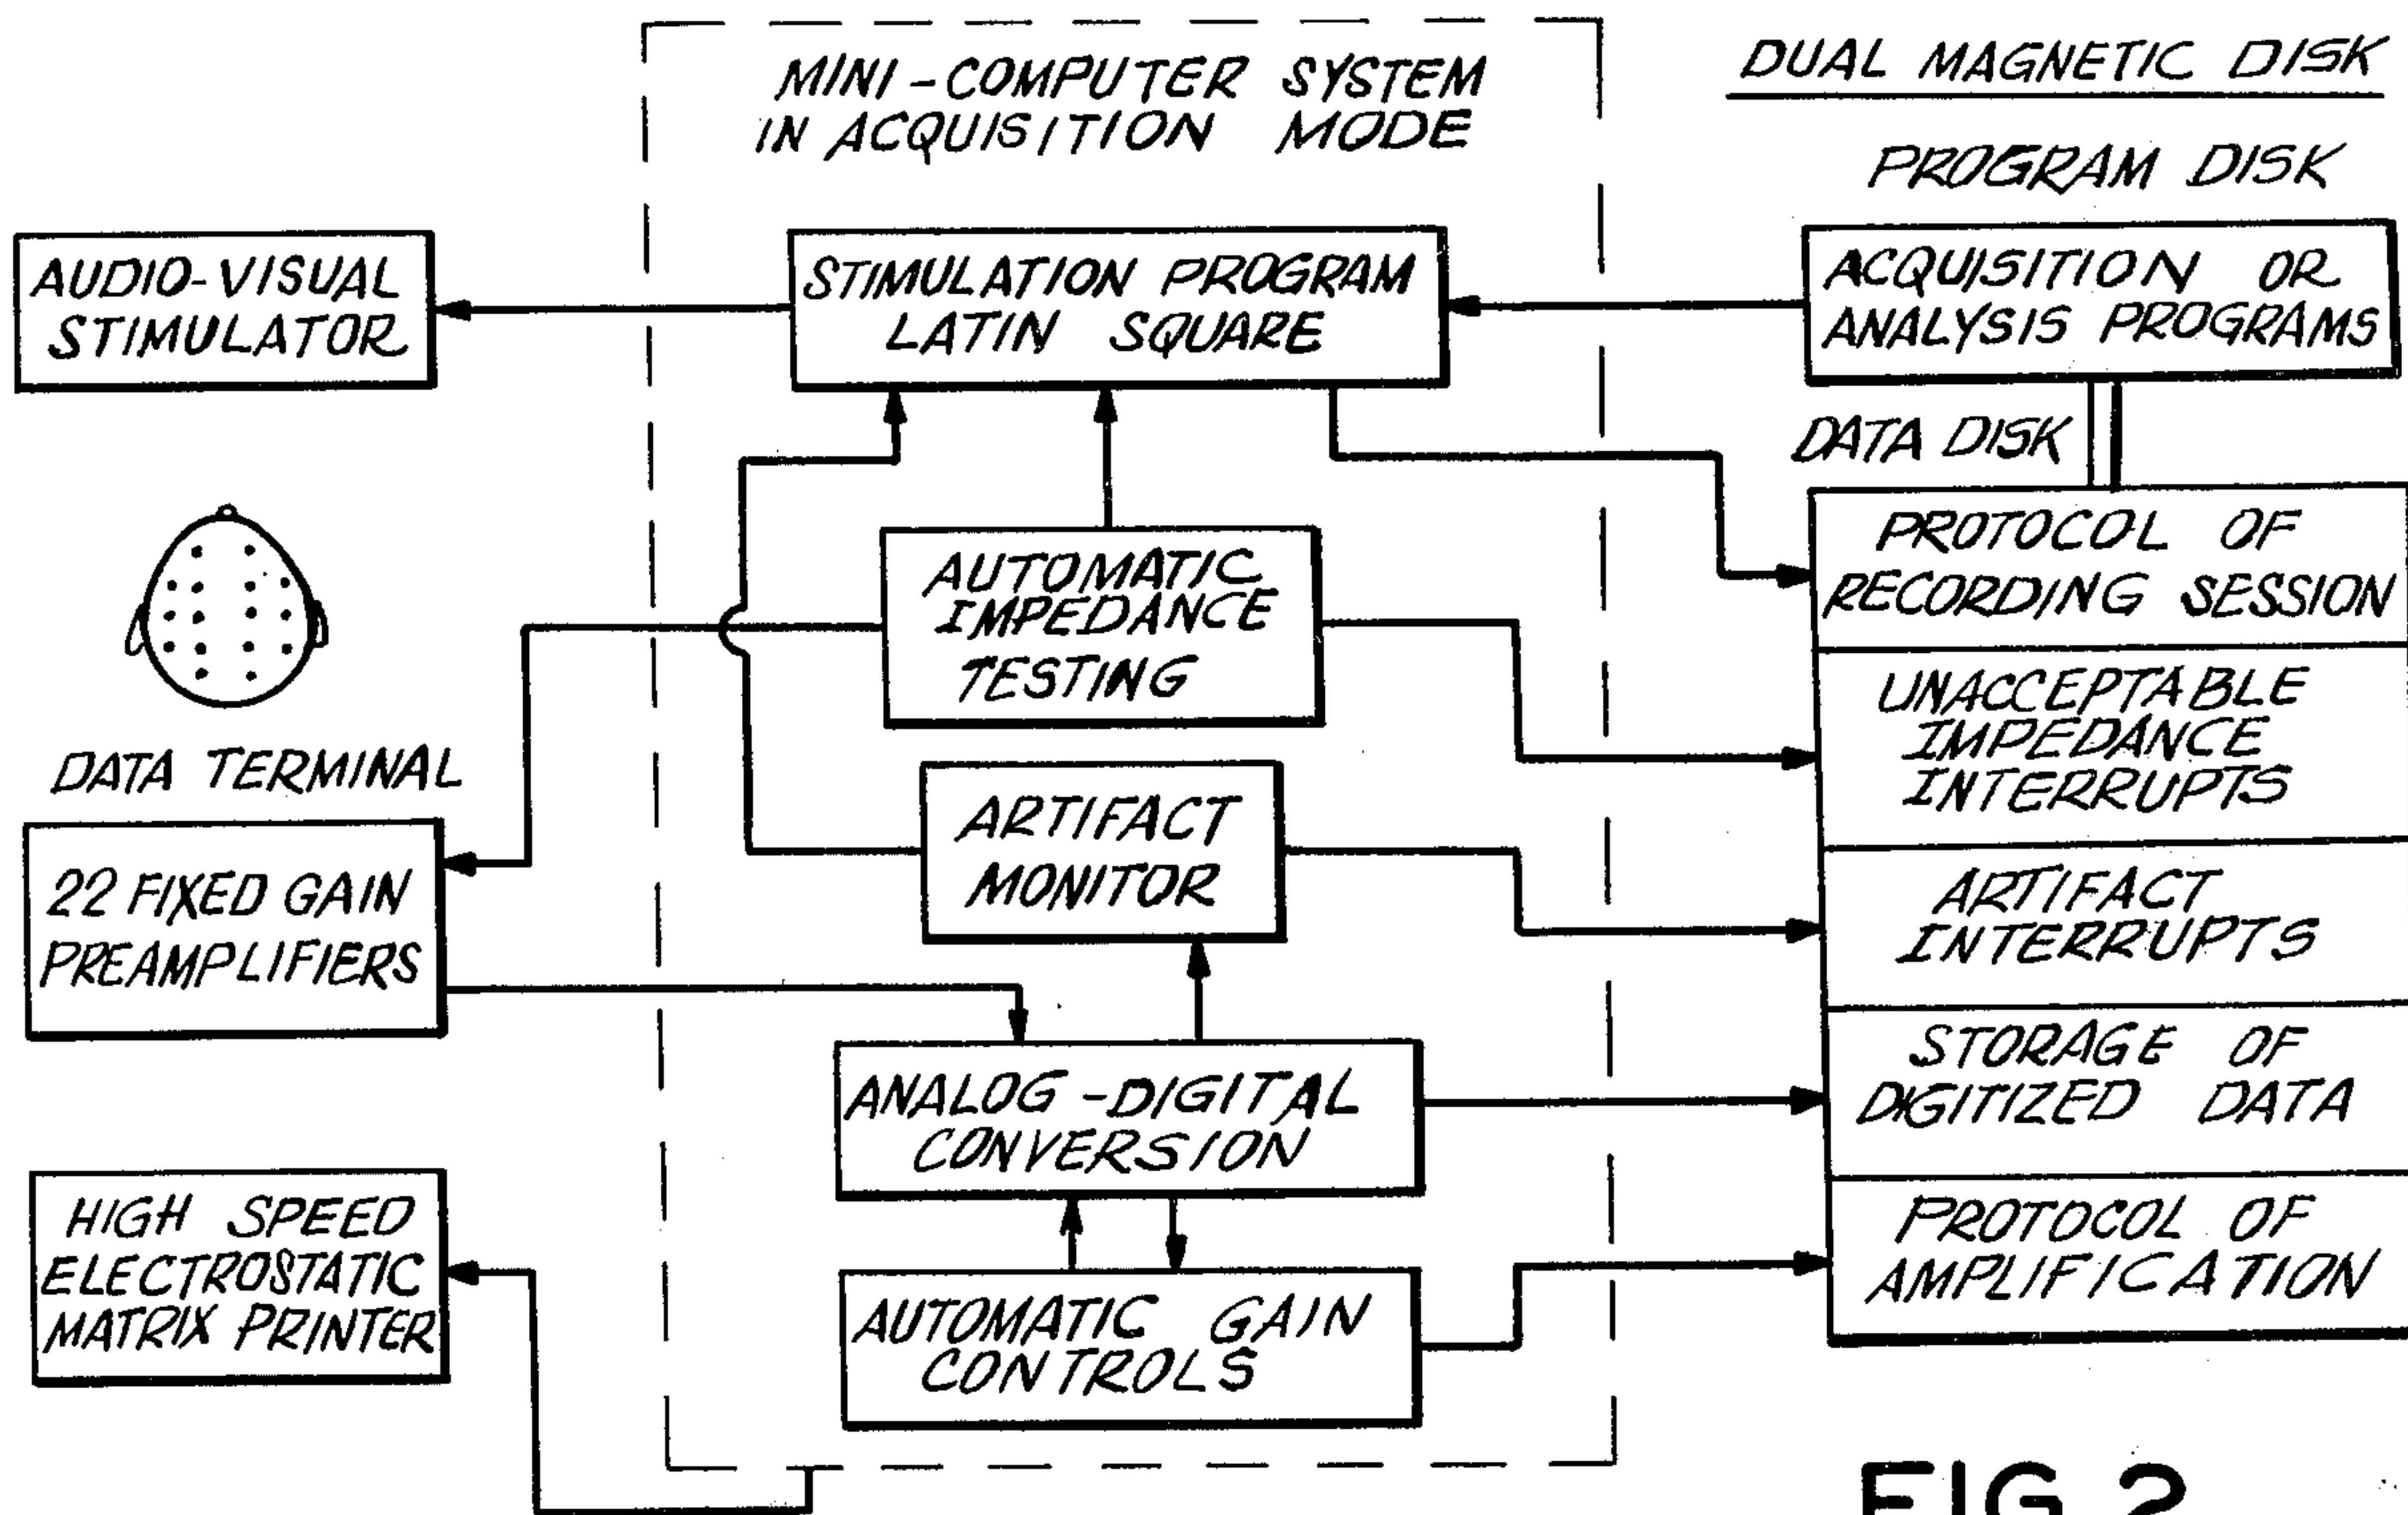 MINI-COMPUTER SYSTEM
IN ACQUISITION MODE
DUAL MAGNETIC DISK
PROGRAM DISK
AUDIO-VISUAL
STIMULATOR
STIMULATION PROGRAM
LATIN SQUARE
ACQUISITION OR
ANALYSIS PROGRAMS
DATA DISK
DATA TERMINAL
22 FIXED GAIN
PREAMPLIFIERS
HIGH SPEED
ELECTROSTATIC
MATRIX PRINTER
AUTOMATIC
IMPEDANCE
TESTING
ARTIFACT
MONITOR
ANALOG-DIGITAL
CONVERSION
AUTOMATIC GAIN
CONTROLS
PROTOCOL OF
RECORDING SESSION
UNACCEPTABLE
IMPEDANCE
INTERRUPTS
ARTIFACT
INTERRUPTS
STORAGE OF
DIGITIZED DATA
PROTOCOL OF
AMPLIFICATION
FIG. 2